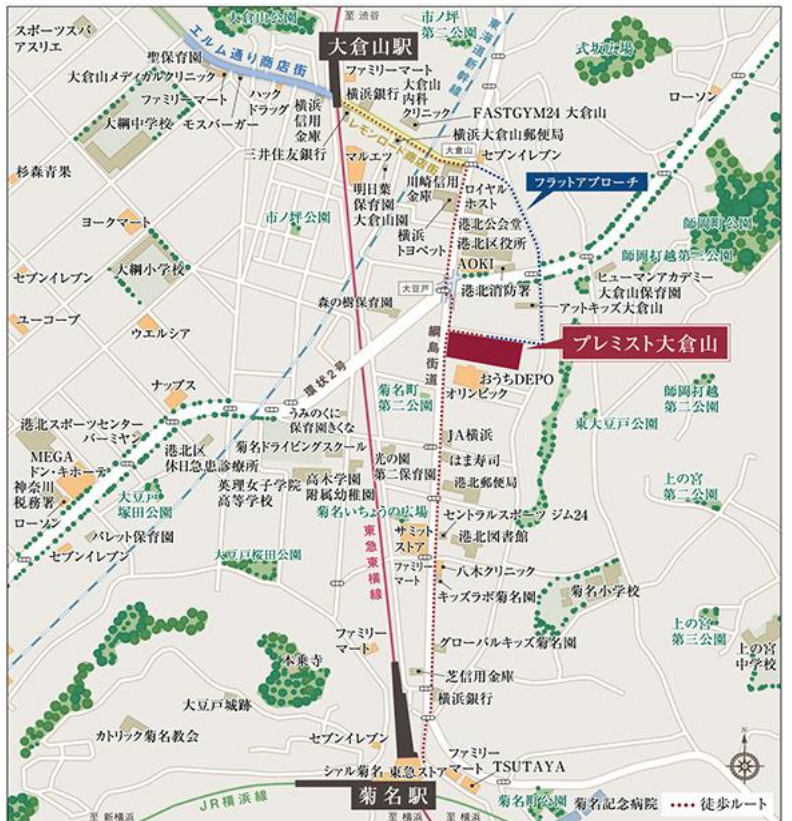 スポーツスパ
アスリエ
大倉山公園
至 渋谷
市ノ坪
第二公園
東海道新幹線
式坂広場
エルム通り商店街
大倉山駅
聖保育園
大倉山メディカルクリニック
ファミリーマート
モスバーガー
ハック
ドラッグ
横浜
信用
金庫
三井住友銀行
ファミリーマート
横浜銀行
大倉山
内科
クリニック
FASTGYM24 大倉山
横浜大倉山郵便局
レモンロード商店街
大倉山
セブンイレブン
ローソン
大綱中学校
杉森青果
マルエツ
明日葉
保育園
大倉山園
川崎信用
金庫
ロイヤル
ホスト
フラットアプローチ
ヨークマート
市ノ坪公園
横浜
トヨペット
港北公会堂
港北区役所
AOKI
師岡町公園
師岡打越第三公園
大綱小学校
セブンイレブン
大豆戸
港北消防署
ヒューマンアカデミー
大倉山保育園
アットキッズ大倉山
森の樹保育園
ユーコープ
ウエルシア
環状2号
綱島街道
プレミスト大倉山
おうちDEPO
オリンピック
ナップス
菊名町
第二公園
師岡打越
第二公園
うみのくに
保育園きくな
東大豆戸公園
港北スポーツセンター
バーミヤン
港北区
休日急患診療所
菊名ドライビングスクール
JA横浜
はま寿司
港北郵便局
MEGA
ドン・キホーテ
神奈川
税務署
ローソン
大豆戸
塚田公園
英理女子学院
高等学校
高木学園
附属幼稚園
光の園
第二保育園
上の宮
第二公園
菊名いちょうの広場
セントラルスポーツ ジム24
港北図書館
パレット保育園
セブンイレブン
大豆戸桜田公園
東急東横線
サミット
ストア
ファミリー
マート
八木クリニック
キッズラボ菊名園
菊名小学校
上の宮
第三公園
上の宮
中学校
ファミリー
マート
グローバルキッズ菊名園
本乗寺
芝信用金庫
横浜銀行
大豆戸城跡
カトリック菊名教会
セブンイレブン
シァル菊名
東急ストア
ファミリー
マート
TSUTAYA
N
菊名駅
JR横浜線
至 新横浜
至 横浜
至 横浜
菊名町公園
菊名記念病院
徒歩ルート